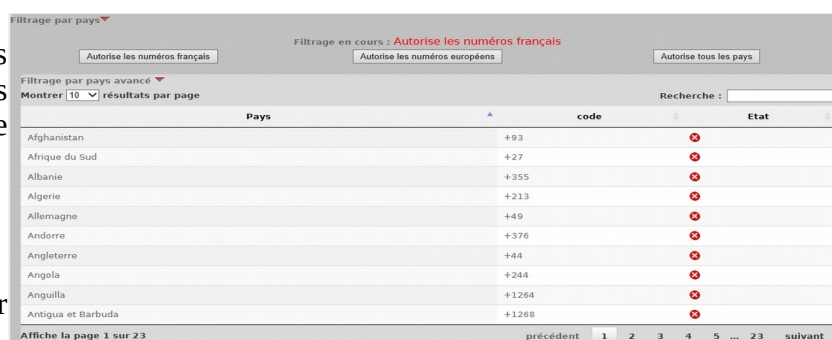 Filtrage par pays
Filtrage en cours : Autorise les numéros français
Autorise les numéros français Autorise les numéros européens Autorise tous les pays
Filtrage par pays avancé
Montrer 10 résultats par page Recherche :
Pays code Etat
Afghanistan +93
Afrique du Sud +27
Albanie +355
Algerie +213
Allemagne +49
Andorre +376
Angleterre +44
Angola +244
Anguilla +1264
Antigua et Barbuda +1268
Affiche la page 1 sur 23 précédent 1 2 3 4 5 ... 23 suivant